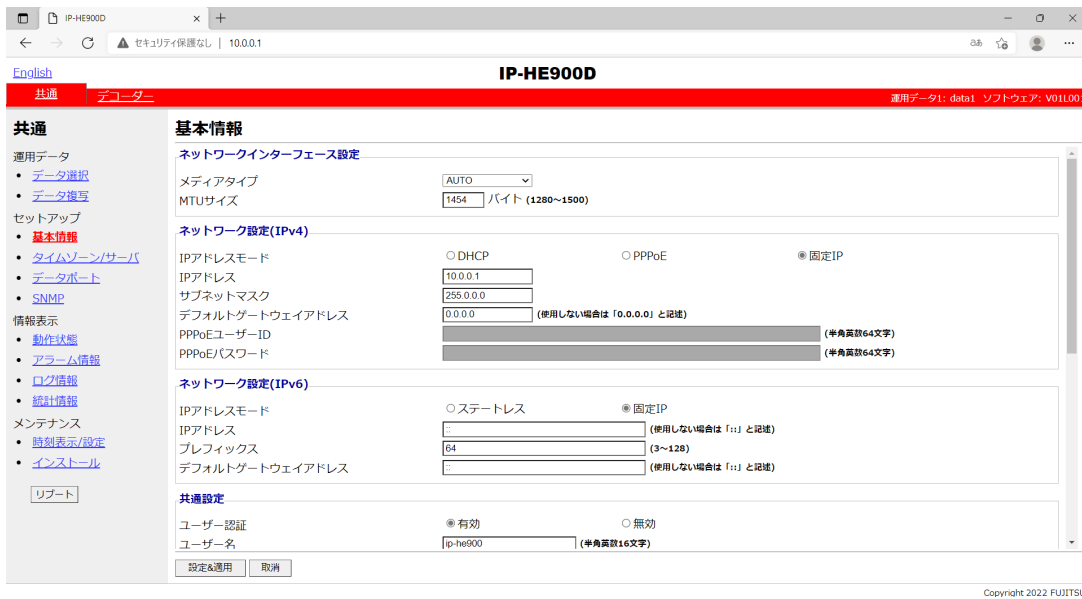 IP-HE900D
セキュリティ保護なし | 10.0.0.1
English
IP-HE900D
共通 デコーダー 運用データ1: data1 ソフトウェア: V01L001
共通
運用データ
• データ選択
• データ複写
セットアップ
• 基本情報
• タイムゾーン/サーバ
• データポート
• SNMP
情報表示
• 動作状態
• アラーム情報
• ログ情報
• 統計情報
メンテナンス
• 時刻表示/設定
• インストール
リブート
基本情報
ネットワークインターフェース設定
メディアタイプ AUTO
MTUサイズ 1454 バイト (1280～1500)
ネットワーク設定(IPv4)
IPアドレスモード DHCP PPPoE 固定IP
IPアドレス 10.0.0.1
サブネットマスク 255.0.0.0
デフォルトゲートウェイアドレス 0.0.0.0 (使用しない場合は「0.0.0.0」と記述)
PPPoEユーザーID (半角英数64文字)
PPPoEパスワード (半角英数64文字)
ネットワーク設定(IPv6)
IPアドレスモード ステートレス 固定IP
IPアドレス :: (使用しない場合は「::」と記述)
プレフィックス 64 (3～128)
デフォルトゲートウェイアドレス :: (使用しない場合は「::」と記述)
共通設定
ユーザー認証 有効 無効
ユーザー名 ip-he900 (半角英数16文字)
設定&適用 取消
Copyright 2022 FUJITSU